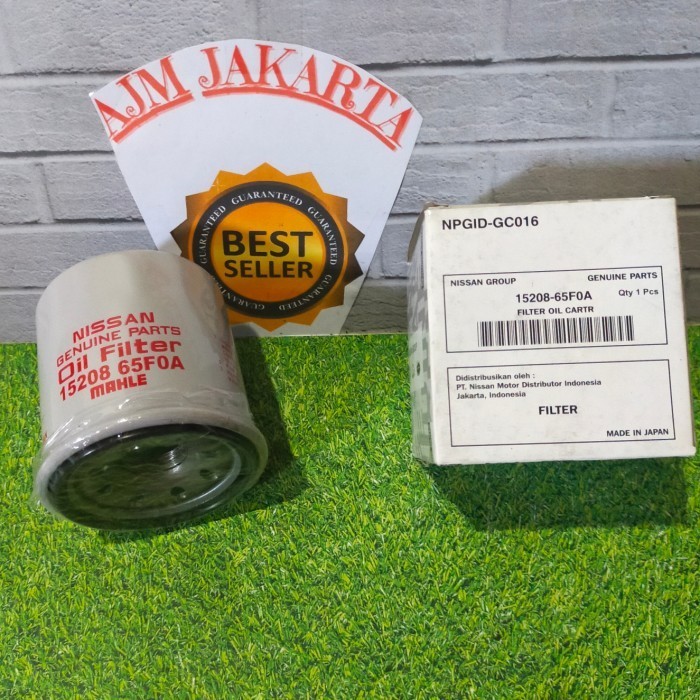 AJM JAKARTA
GUARANTEED GUARANTEED GUARANTEED GUARANTEED
BEST
SELLER
NISSAN
GENUINE PARTS
Oil Filter
15208 65F0A
MAHLE
NPGID-GC016
NISSAN GROUP GENUINE PARTS
15208-65F0A Qty 1 Pcs
FILTER OIL CARTR
Didistribusikan oleh :
PT. Nissan Motor Distributor Indonesia
Jakarta, Indonesia
FILTER
MADE IN JAPAN